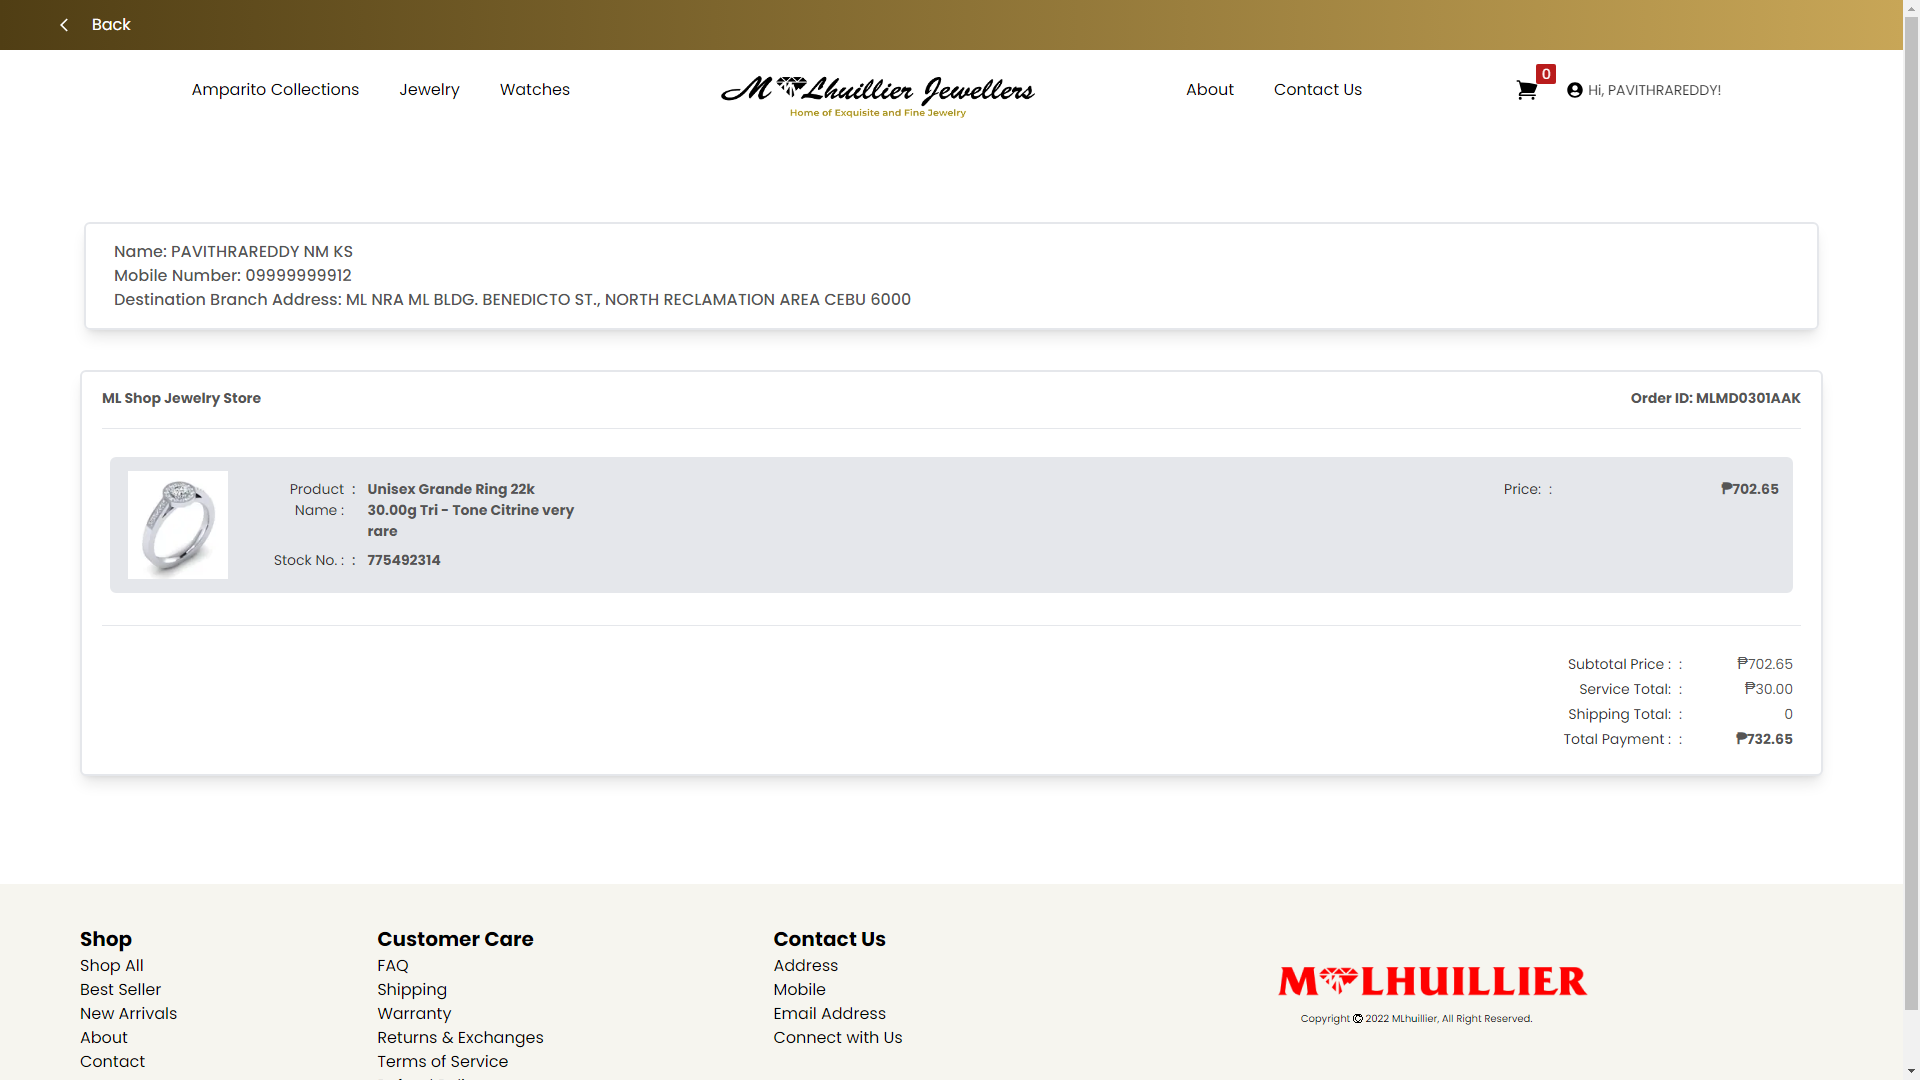 Back
Amparito Collections
Jewelry
Watches
M Lhuillier Jewellers
Home of Exquisite and Fine Jewelry
About
Contact Us
0
Hi, PAVITHRAREDDY!
Name: PAVITHRAREDDY NM KS
Mobile Number: 09999999912
Destination Branch Address: ML NRA ML BLDG. BENEDICTO ST., NORTH RECLAMATION AREA CEBU 6000
ML Shop Jewelry Store
Order ID: MLMD0301AAK
Product Name : : Unisex Grande Ring 22k
30.00g Tri - Tone Citrine very
rare
Stock No. : : 775492314
Price: : ₱702.65
Subtotal Price : : ₱702.65
Service Total: : ₱30.00
Shipping Total: : 0
Total Payment : : ₱732.65
Shop
Shop All
Best Seller
New Arrivals
About
Contact
Customer Care
FAQ
Shipping
Warranty
Returns & Exchanges
Terms of Service
Contact Us
Address
Mobile
Email Address
Connect with Us
M LHUILLIER
Copyright © 2022 MLhuillier, All Right Reserved.